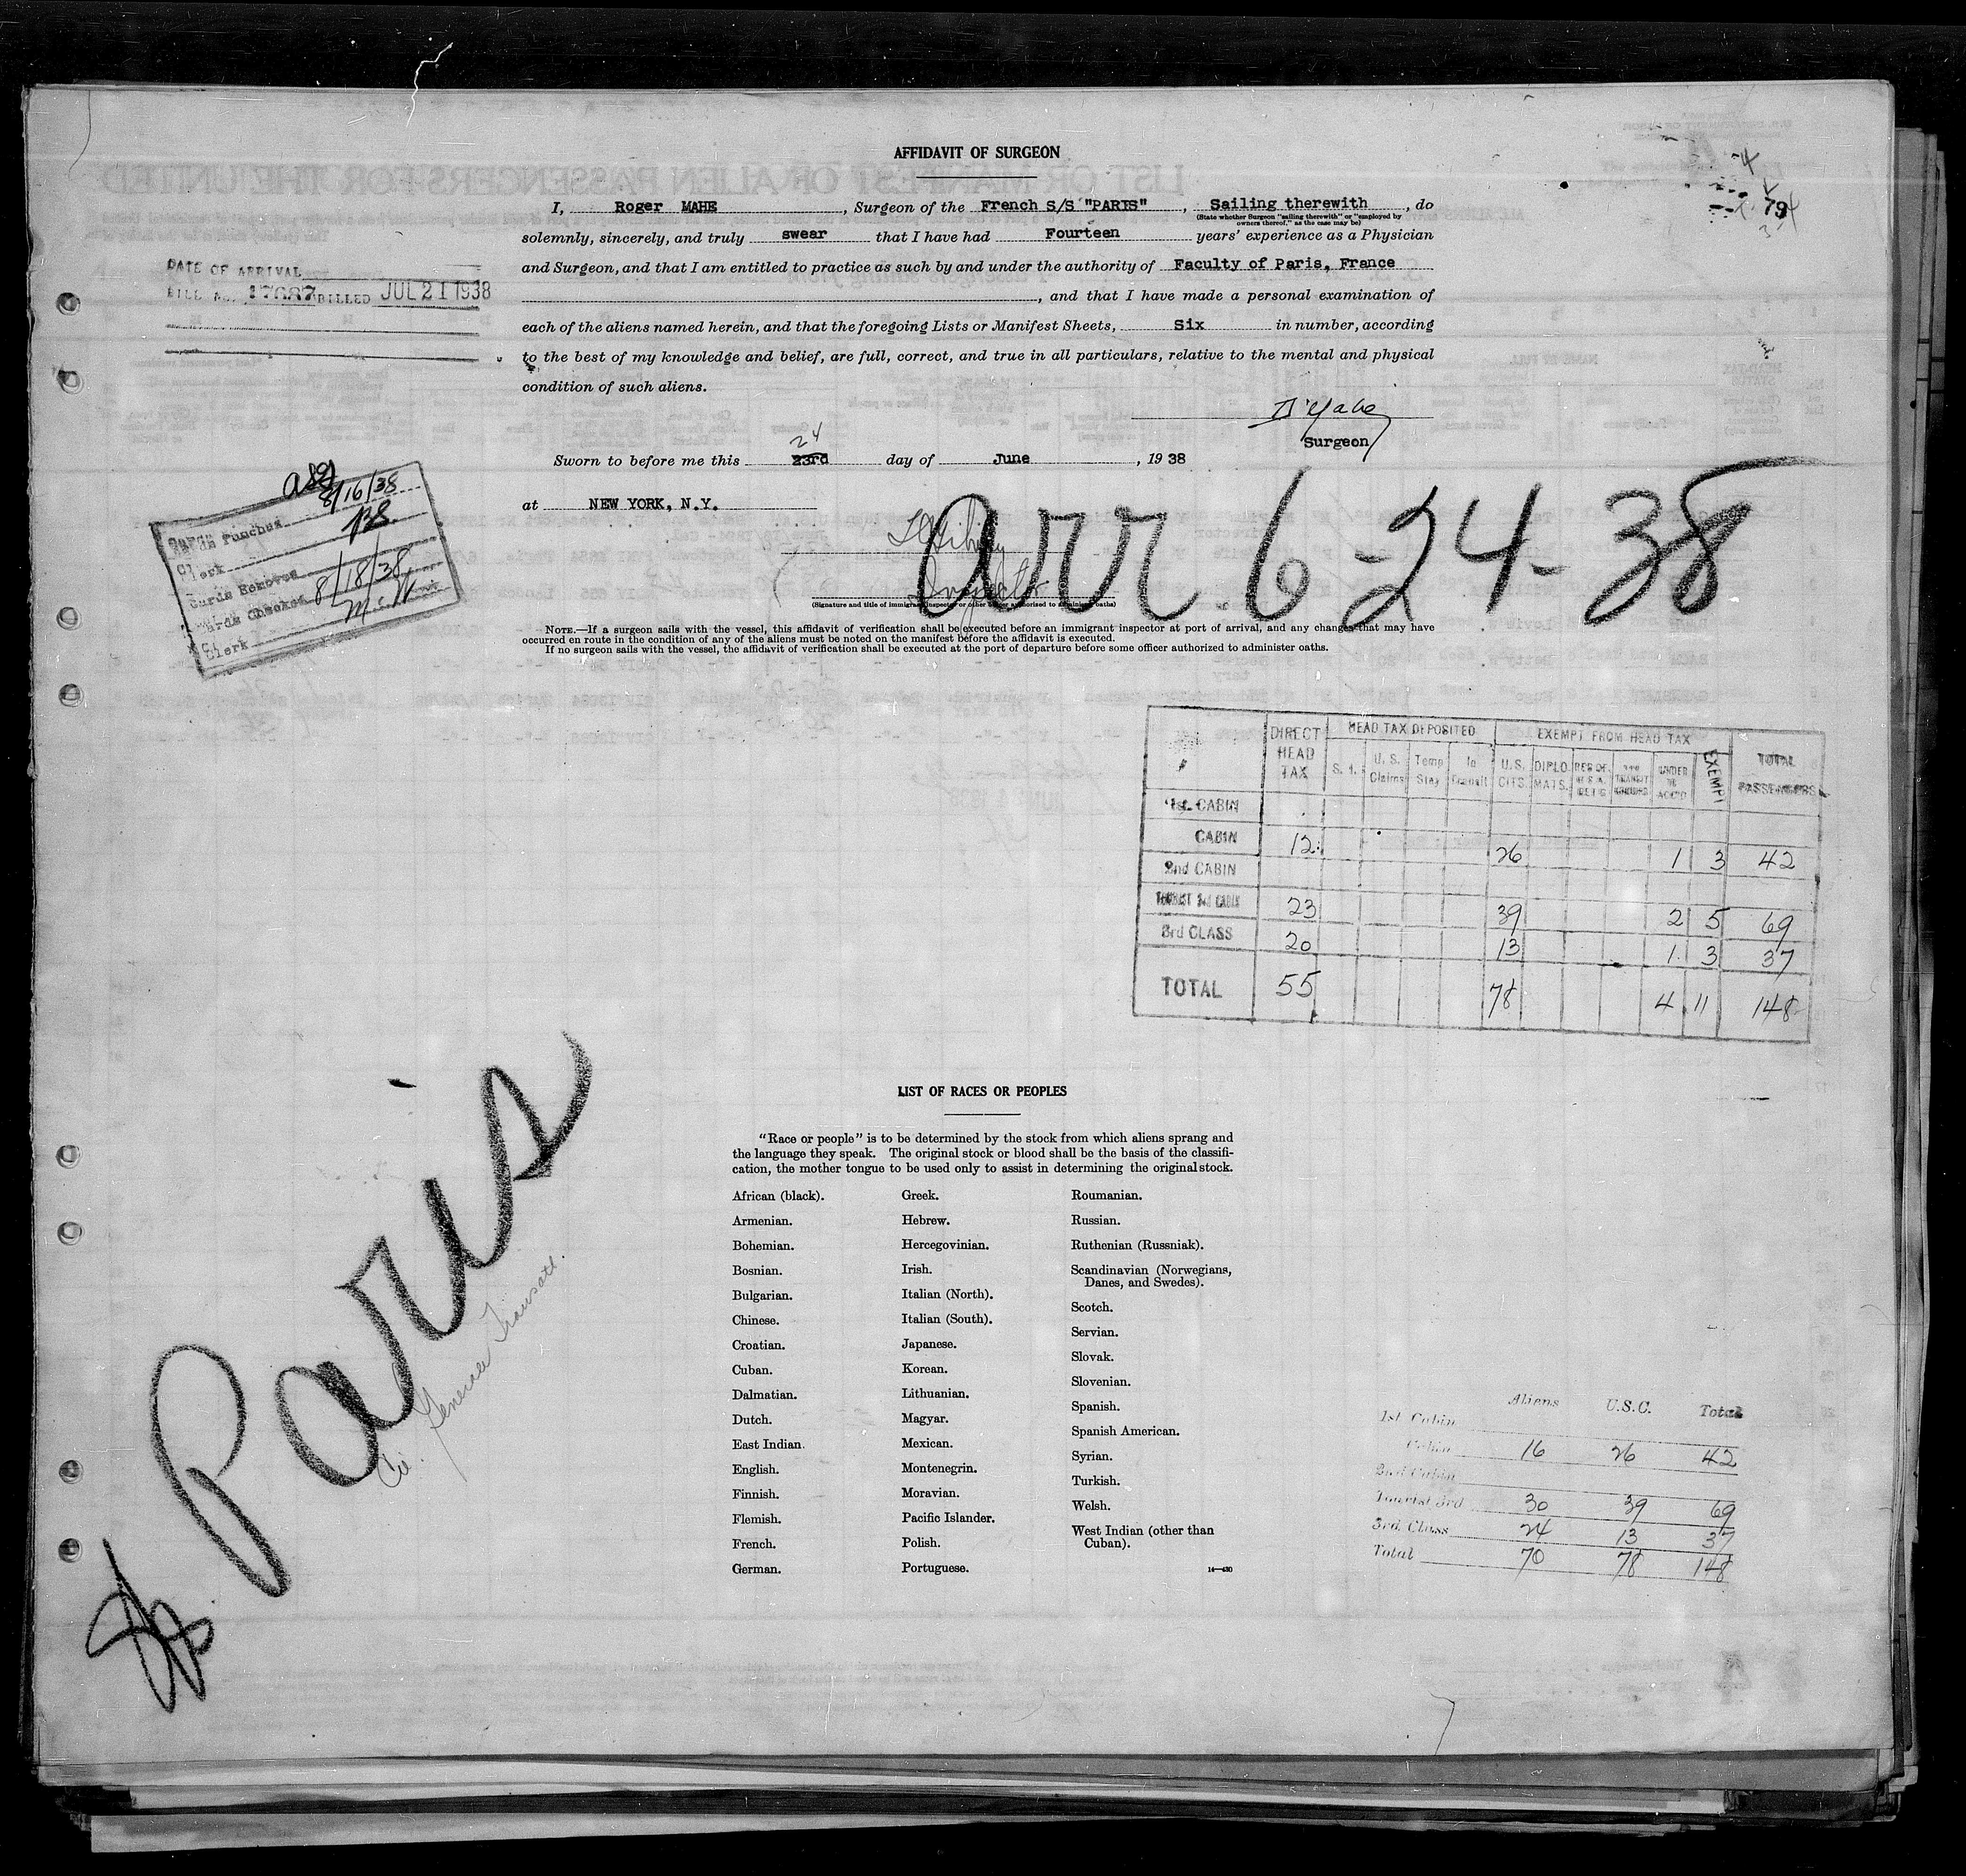 AFFIDAVIT OF SURGEON
I, Roger MAHE, Surgeon of the French S/S "PARIS", Sailing therewith, do
(State whether Surgeon "sailing therewith" or "employed by
owners thereof," as the case may be)
79
solemnly, sincerely, and truly swear that I have had Fourteen years' experience as a Physician
and Surgeon, and that I am entitled to practice as such by and under the authority of Faculty of Paris, France
, and that I have made a personal examination of
each of the aliens named herein, and that the foregoing Lists or Manifest Sheets, Six in number, according
to the best of my knowledge and belief, are full, correct, and true in all particulars, relative to the mental and physical
condition of such aliens.
Surgeon
24
Sworn to before me this 23rd day of June, 1938
at NEW YORK, N.Y.
Inspector
(Signature and title of immigrant inspector or other officer authorized to administer oaths)
Arr 6-24-38
NOTE.—If a surgeon sails with the vessel, this affidavit of verification shall be executed before an immigrant inspector at port of arrival, and any changes that may have
occurred en route in the condition of any of the aliens must be noted on the manifest before the affidavit is executed.
If no surgeon sails with the vessel, the affidavit of verification shall be executed at the port of departure before some officer authorized to administer oaths.
DATE OF ARRIVAL
BILL No. 17687 BILLED JUL 21 1938
8/16/38
Cards Punched
Clerk
Cards Removed
Cards Checked 8/18/38
Clerk
DIRECT HEAD TAX
HEAD TAX DEPOSITED
EXEMPT FROM HEAD TAX
TOTAL PASSENGERS
S. I. U. S. Claims Temp Stay In Transit U.S. CITS. DIPLO MATS. UNDER 16 ACC'D EXEMPT
1st. CABIN
CABIN 12 26 1 3 42
2nd CABIN
TOURIST 3rd CABIN 23 39 2 5 69
3rd CLASS 20 13 1 3 37
TOTAL 55 78 4 11 148
SS. Paris
Co. Generale Transatl.
LIST OF RACES OR PEOPLES
"Race or people" is to be determined by the stock from which aliens sprang and
the language they speak. The original stock or blood shall be the basis of the classifi-
cation, the mother tongue to be used only to assist in determining the original stock.
African (black).
Armenian.
Bohemian.
Bosnian.
Bulgarian.
Chinese.
Croatian.
Cuban.
Dalmatian.
Dutch.
East Indian.
English.
Finnish.
Flemish.
French.
German.
Greek.
Hebrew.
Hercegovinian.
Irish.
Italian (North).
Italian (South).
Japanese.
Korean.
Lithuanian.
Magyar.
Mexican.
Montenegrin.
Moravian.
Pacific Islander.
Polish.
Portuguese.
Roumanian.
Russian.
Ruthenian (Russniak).
Scandinavian (Norwegians,
Danes, and Swedes).
Scotch.
Servian.
Slovak.
Slovenian.
Spanish.
Spanish American.
Syrian.
Turkish.
Welsh.
West Indian (other than
Cuban).
14—430
Aliens U.S.C. Total
1st Cabin
Cabin 16 26 42
2nd Cabin
Tourist 3rd 30 39 69
3rd. Class 24 13 37
Total 70 78 148